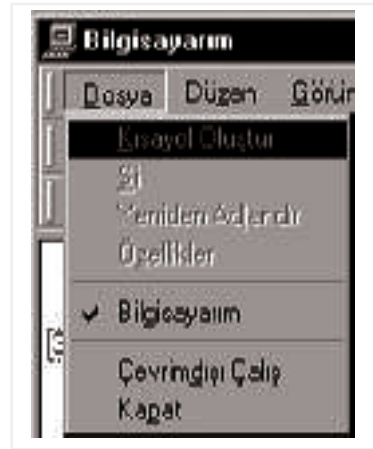 Bilgisayarım
Dosya Düzen Görün
Kısayol Oluştur
Sil
Yeniden Adlandır
Özellikler
Bilgisayarım
Çevrimdışı Çalış
Kapat